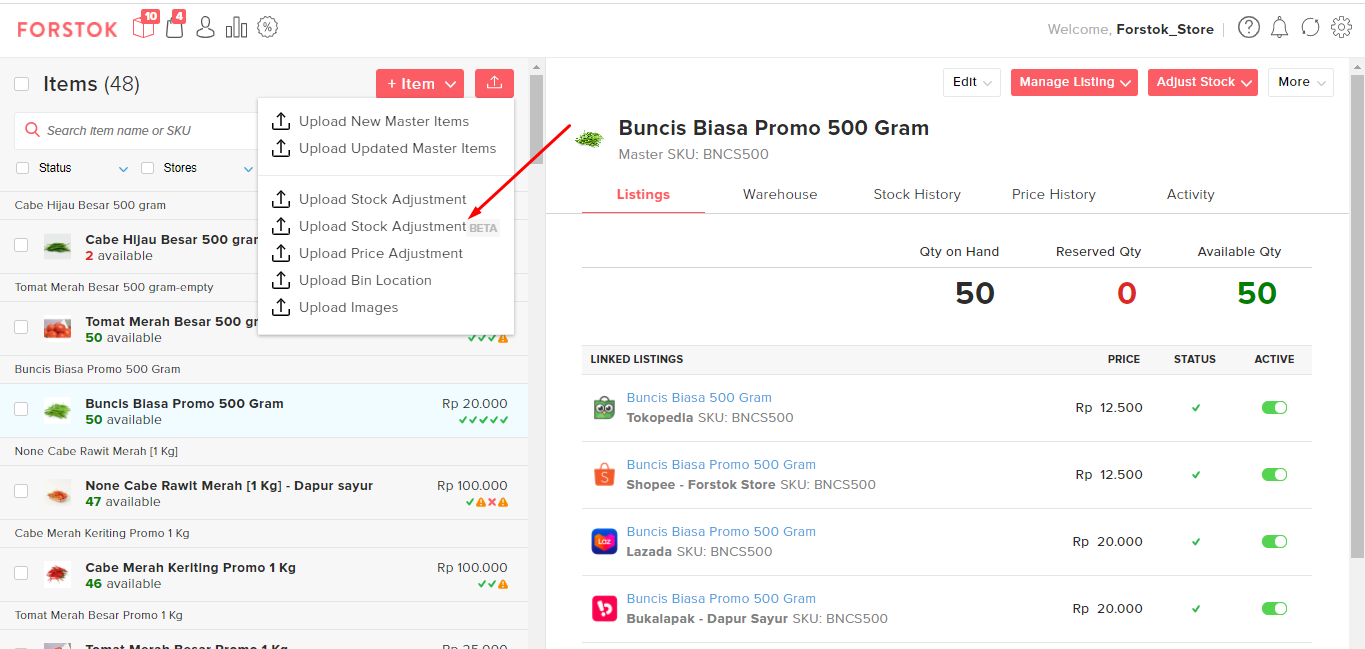 FORSTOK
10
4
Welcome, Forstok_Store
Items (48)
+ Item
Search Item name or SKU
Status
Stores
Upload New Master Items
Upload Updated Master Items
Upload Stock Adjustment
Upload Stock Adjustment BETA
Upload Price Adjustment
Upload Bin Location
Upload Images
Cabe Hijau Besar 500 gram
Cabe Hijau Besar 500 gram
2 available
Tomat Merah Besar 500 gram-empty
Tomat Merah Besar 500 gr
50 available
Buncis Biasa Promo 500 Gram
Buncis Biasa Promo 500 Gram
Rp 20.000
50 available
None Cabe Rawit Merah [1 Kg]
None Cabe Rawit Merah [1 Kg] - Dapur sayur
Rp 100.000
47 available
Cabe Merah Keriting Promo 1 Kg
Cabe Merah Keriting Promo 1 Kg
Rp 100.000
46 available
Tomat Merah Besar Promo 1 Kg
Tomat Merah Besar Promo 1 Kg
Rp 25.000
Edit
Manage Listing
Adjust Stock
More
Buncis Biasa Promo 500 Gram
Master SKU: BNCS500
Listings
Warehouse
Stock History
Price History
Activity
Qty on Hand
Reserved Qty
Available Qty
50
0
50
LINKED LISTINGS
PRICE
STATUS
ACTIVE
Buncis Biasa 500 Gram
Tokopedia SKU: BNCS500
Rp 12.500
Buncis Biasa Promo 500 Gram
Shopee - Forstok Store SKU: BNCS500
Rp 12.500
Buncis Biasa Promo 500 Gram
Lazada SKU: BNCS500
Rp 20.000
Laz
Buncis Biasa Promo 500 Gram
Bukalapak - Dapur Sayur SKU: BNCS500
Rp 20.000